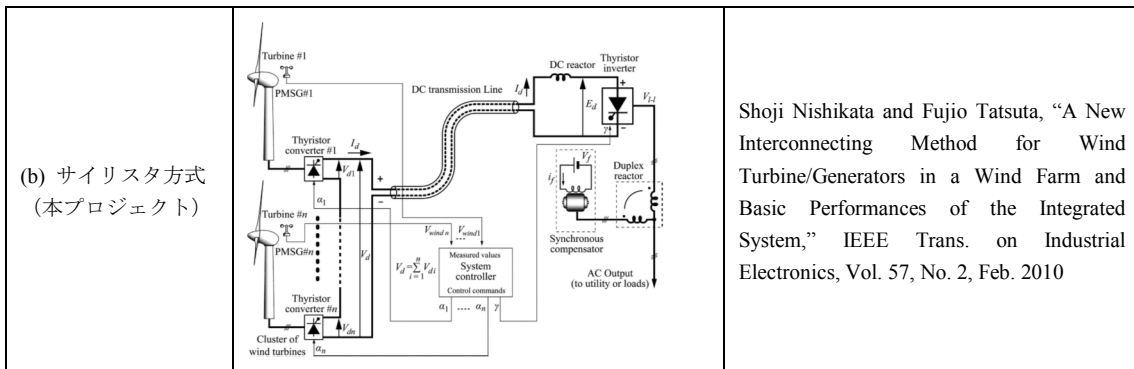 (b) サイリスタ方式
（本プロジェクト）
Turbine #1
PMSG#1
Thyristor
converter #1
I_d
V_d1
α_1
Turbine #n
PMSG#n
Thyristor
converter #n
V_dn
α_n
Cluster of
wind turbines
+
−
V_d
V_d = Σ_{i=1}^{n} V_di
DC transmission Line
V_wind n V_wind1
----
Measured values
System
controller
Control commands
α_1 ---- α_n γ
I_d
DC reactor
E_d
Thyristor
inverter
+
−
γ
V_l-l
V_f
i_f
Synchronous
compensator
Duplex
reactor
AC Output
(to utility or loads)
Shoji Nishikata and Fujio Tatsuta, “A New
Interconnecting Method for Wind
Turbine/Generators in a Wind Farm and
Basic Performances of the Integrated
System,” IEEE Trans. on Industrial
Electronics, Vol. 57, No. 2, Feb. 2010